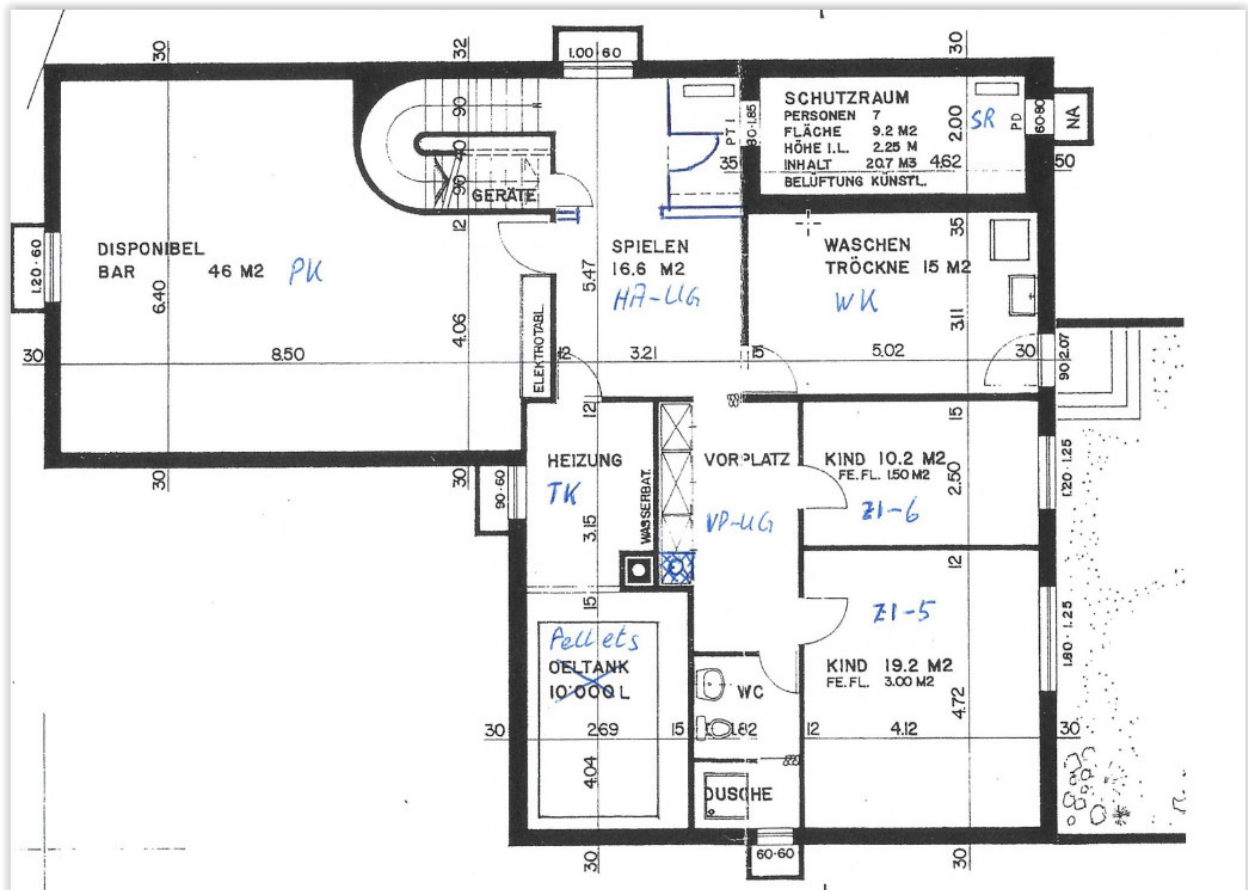 30
32
1.00·60
30
90
40
90
GERÄTE
12
PT 1
80·1.85
35
SCHUTZRAUM
PERSONEN 7
FLÄCHE 9.2 M2
HÖHE I.L. 2.25 M
INHALT 20.7 M3
BELÜFTUNG KÜNSTL.
2.00
4.62
SR
PD
60·80
NA
50
1.20·60
DISPONIBEL
BAR 46 M2
PK
6.40
4.06
8.50
30
ELEKTROTABL.
SPIELEN
16.6 M2
HA-UG
5.47
12
3.21
15
WASCHEN
TRÖCKNE 15 M2
WK
35
3.11
5.02
30
90·2.07
30
30
90·60
12
HEIZUNG
TK
3.15
WASSERBAT.
15
VORPLATZ
VP-UG
15
KIND 10.2 M2
FE. FL. 1.50 M2
2.50
ZI-6
1.20·1.25
12
ZI-5
KIND 19.2 M2
FE. FL. 3.00 M2
4.72
1.80·1.25
Pellets
OELTANK
10'000 L
WC
30
2.69
15
1.82
12
4.12
30
4.04
DUSCHE
30
60·60
30